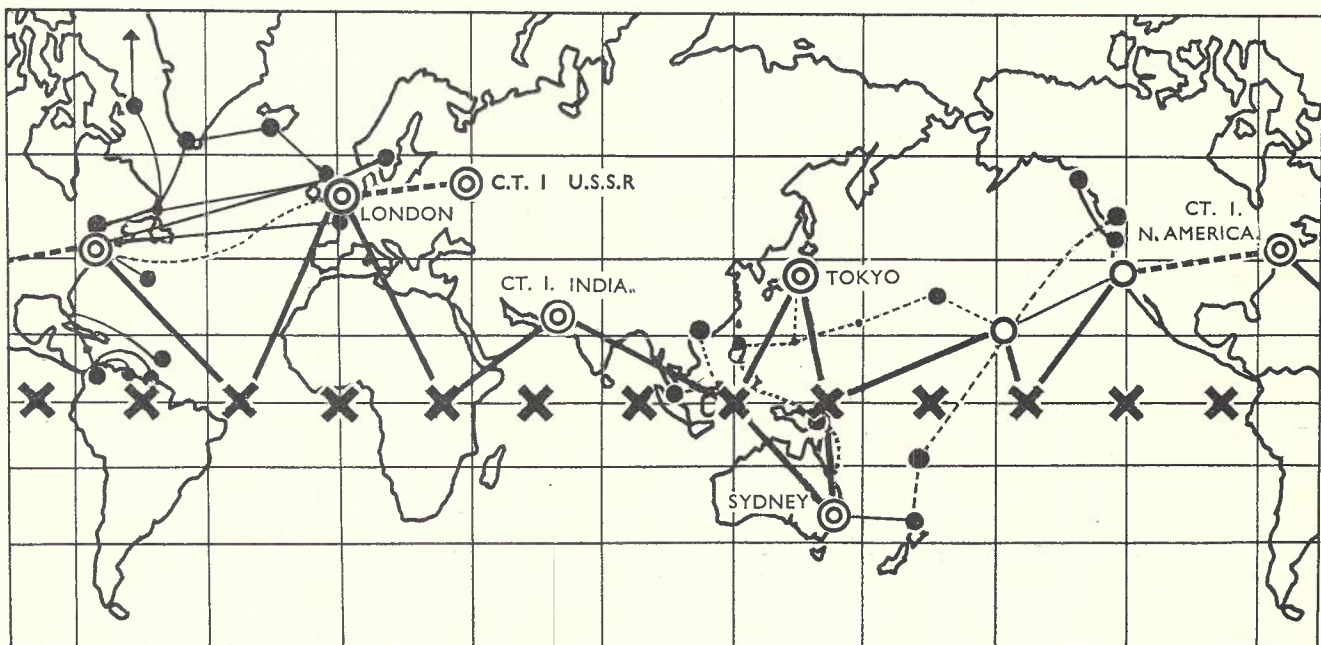 C.T. I U.S.S.R
LONDON
CT. I. INDIA..
TOKYO
CT. I.
N. AMERICA.
SYDNEY